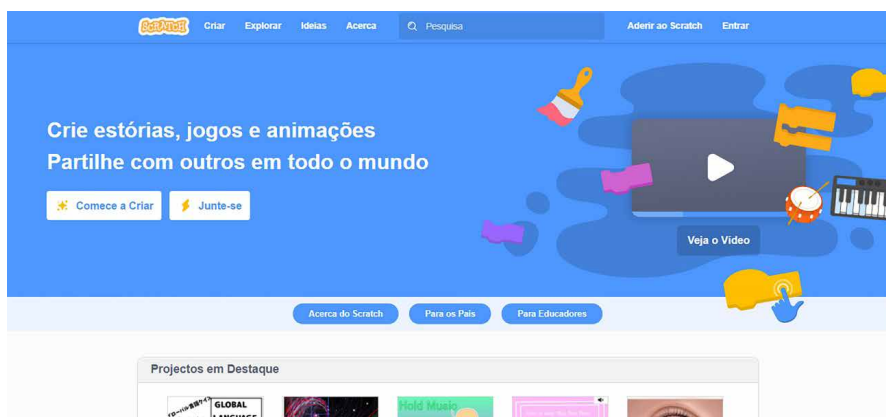 SCRATCH Criar Explorar Ideias Acerca Pesquisa Aderir ao Scratch Entrar
Crie estórias, jogos e animações
Partilhe com outros em todo o mundo
Comece a Criar Junte-se
Veja o Vídeo
Acerca do Scratch Para os Pais Para Educadores
Projectos em Destaque
GLOBAL
LANGUAGE
Hold Music